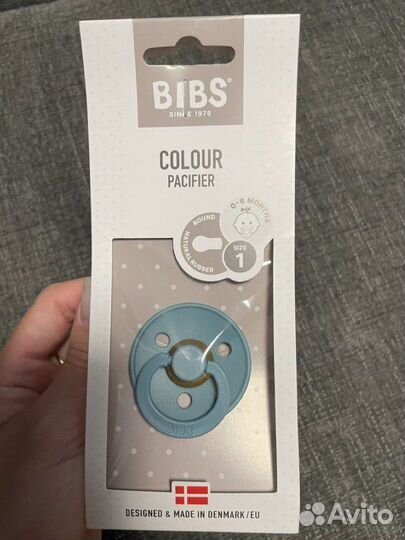 BIBS®
SINCE 1978
COLOUR
PACIFIER
0-6 MONTHS
ROUND
NATURAL RUBBER
SIZE
1
BIBS
DESIGNED & MADE IN DENMARK/EU
Avito